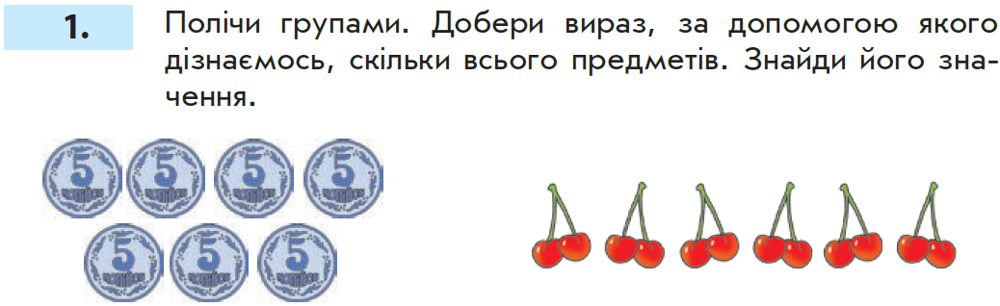 1.
Полічи групами. Добери вираз, за допомогою якого
дізнаємось, скільки всього предметів. Знайди його зна-
чення.
5 5 5 5
5 5 5